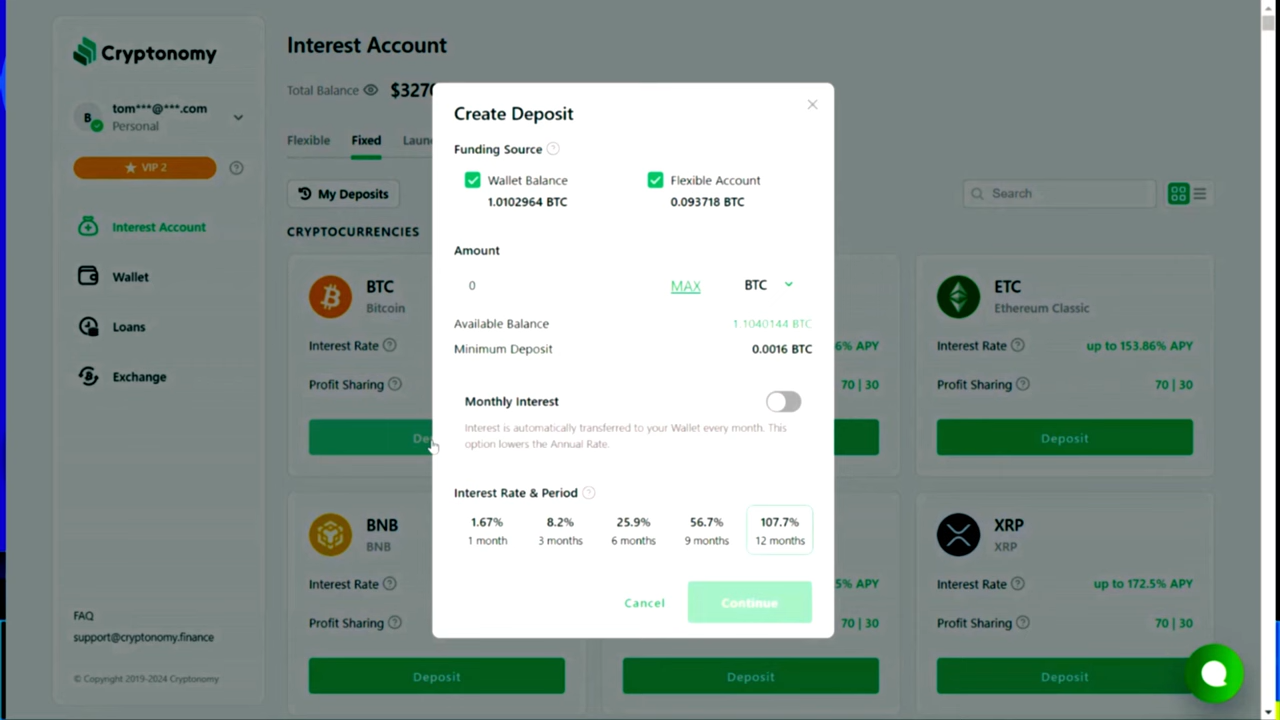 Cryptonomy
tom***@***.com
Personal
VIP 2
Interest Account
Wallet
Loans
Exchange
FAQ
support@cryptonomy.finance
© Copyright 2019-2024 Cryptonomy
Interest Account
Total Balance
$3270
Flexible Fixed Laun
My Deposits
Search
CRYPTOCURRENCIES
BTC
Bitcoin
Interest Rate
Profit Sharing
De
6% APY
70 | 30
ETC
Ethereum Classic
Interest Rate up to 153.86% APY
Profit Sharing 70 | 30
Deposit
BNB
BNB
Interest Rate
Profit Sharing
Deposit
5% APY
70 | 30
Deposit
XRP
XRP
Interest Rate up to 172.5% APY
Profit Sharing 70 | 30
Deposit
Create Deposit
Funding Source
Wallet Balance Flexible Account
1.0102964 BTC 0.093718 BTC
Amount
0 MAX BTC
Available Balance 1.1040144 BTC
Minimum Deposit 0.0016 BTC
Monthly Interest
Interest is automatically transferred to your Wallet every month. This
option lowers the Annual Rate.
Interest Rate & Period
1.67% 8.2% 25.9% 56.7% 107.7%
1 month 3 months 6 months 9 months 12 months
Cancel Continue